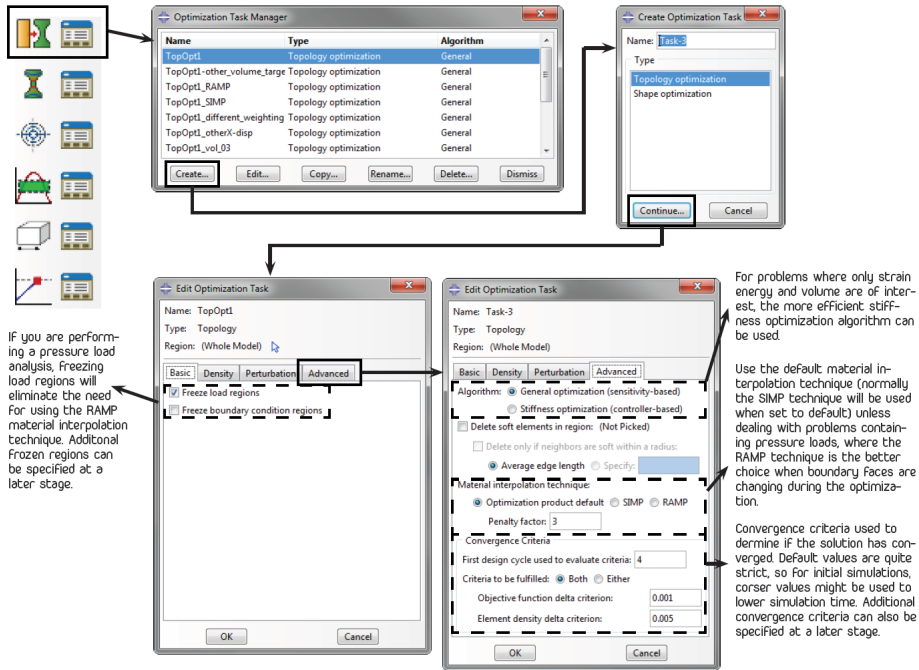 Optimization Task Manager
Name Type Algorithm
TopOpt1 Topology optimization General
TopOpt1-other_volume_targe Topology optimization General
TopOpt1_RAMP Topology optimization General
TopOpt1_SIMP Topology optimization General
TopOpt1_different_weighting Topology optimization General
TopOpt1_otherX-disp Topology optimization General
TopOpt1_vol_03 Topology optimization General
Create... Edit... Copy... Rename... Delete... Dismiss
Create Optimization Task
Name: Task-3
Type
Topology optimization
Shape optimization
Continue... Cancel
If you are perform-
ing a pressure load
analysis, freezing
load regions will
eliminate the need
for using the RAMP
material interpolation
technique. Additonal
frozen regions can
be specified at a
later stage.
Edit Optimization Task
Name: TopOpt1
Type: Topology
Region: (Whole Model)
Basic Density Perturbation Advanced
Freeze load regions
Freeze boundary condition regions
OK Cancel
Edit Optimization Task
Name: Task-3
Type: Topology
Region: (Whole Model)
Basic Density Perturbation Advanced
Algorithm: General optimization (sensitivity-based)
Stiffness optimization (controller-based)
Delete soft elements in region: (Not Picked)
Delete only if neighbors are soft within a radius:
Average edge length Specify:
Material interpolation technique:
Optimization product default SIMP RAMP
Penalty factor: 3
Convergence Criteria
First design cycle used to evaluate criteria: 4
Criteria to be fulfilled: Both Either
Objective function delta criterion: 0.001
Element density delta criterion: 0.005
OK Cancel
For problems where only strain
energy and volume are of inter-
est, the more efficient stiff-
ness optimization algorithm can
be used.
Use the default material in-
terpolation technique (normally
the SIMP technique will be used
when set to default) unless
dealing with problems contain-
ing pressure loads, where the
RAMP technique is the better
choice when boundary faces are
changing during the optimiza-
tion.
Convergence criteria used to
dermine if the solution has con-
verged. Default values are quite
strict, so for initial simulations,
corser values might be used to
lower simulation time. Additional
convergence criteria can also be
specified at a later stage.